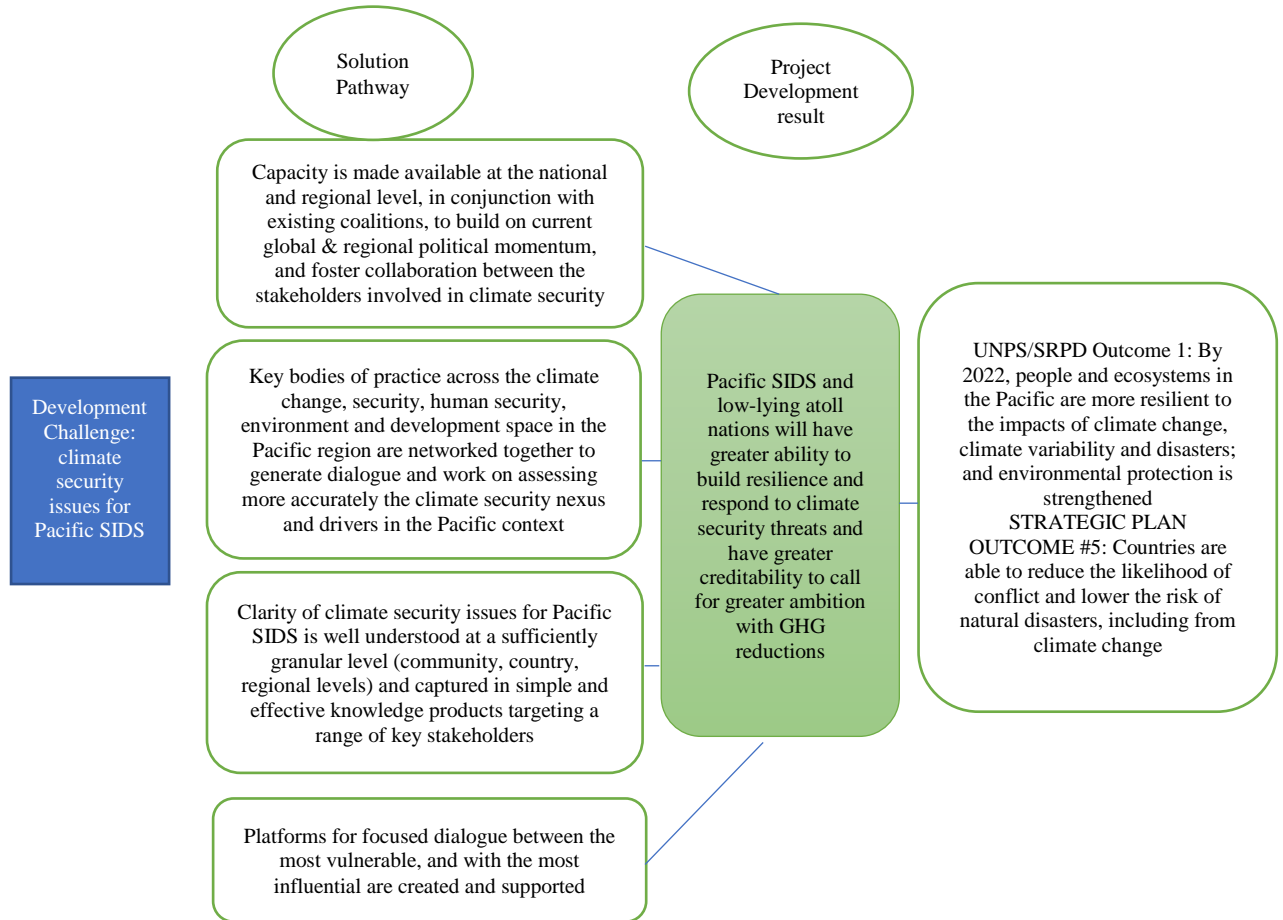 Solution
Pathway
Project
Development
result
Capacity is made available at the national
and regional level, in conjunction with
existing coalitions, to build on current
global & regional political momentum,
and foster collaboration between the
stakeholders involved in climate security
Development
Challenge:
climate
security
issues for
Pacific SIDS
Key bodies of practice across the climate
change, security, human security,
environment and development space in the
Pacific region are networked together to
generate dialogue and work on assessing
more accurately the climate security nexus
and drivers in the Pacific context
Clarity of climate security issues for Pacific
SIDS is well understood at a sufficiently
granular level (community, country,
regional levels) and captured in simple and
effective knowledge products targeting a
range of key stakeholders
Platforms for focused dialogue between the
most vulnerable, and with the most
influential are created and supported
Pacific SIDS and
low-lying atoll
nations will have
greater ability to
build resilience and
respond to climate
security threats and
have greater
creditability to call
for greater ambition
with GHG
reductions
UNPS/SRPD Outcome 1: By
2022, people and ecosystems in
the Pacific are more resilient to
the impacts of climate change,
climate variability and disasters;
and environmental protection is
strengthened
STRATEGIC PLAN
OUTCOME #5: Countries are
able to reduce the likelihood of
conflict and lower the risk of
natural disasters, including from
climate change